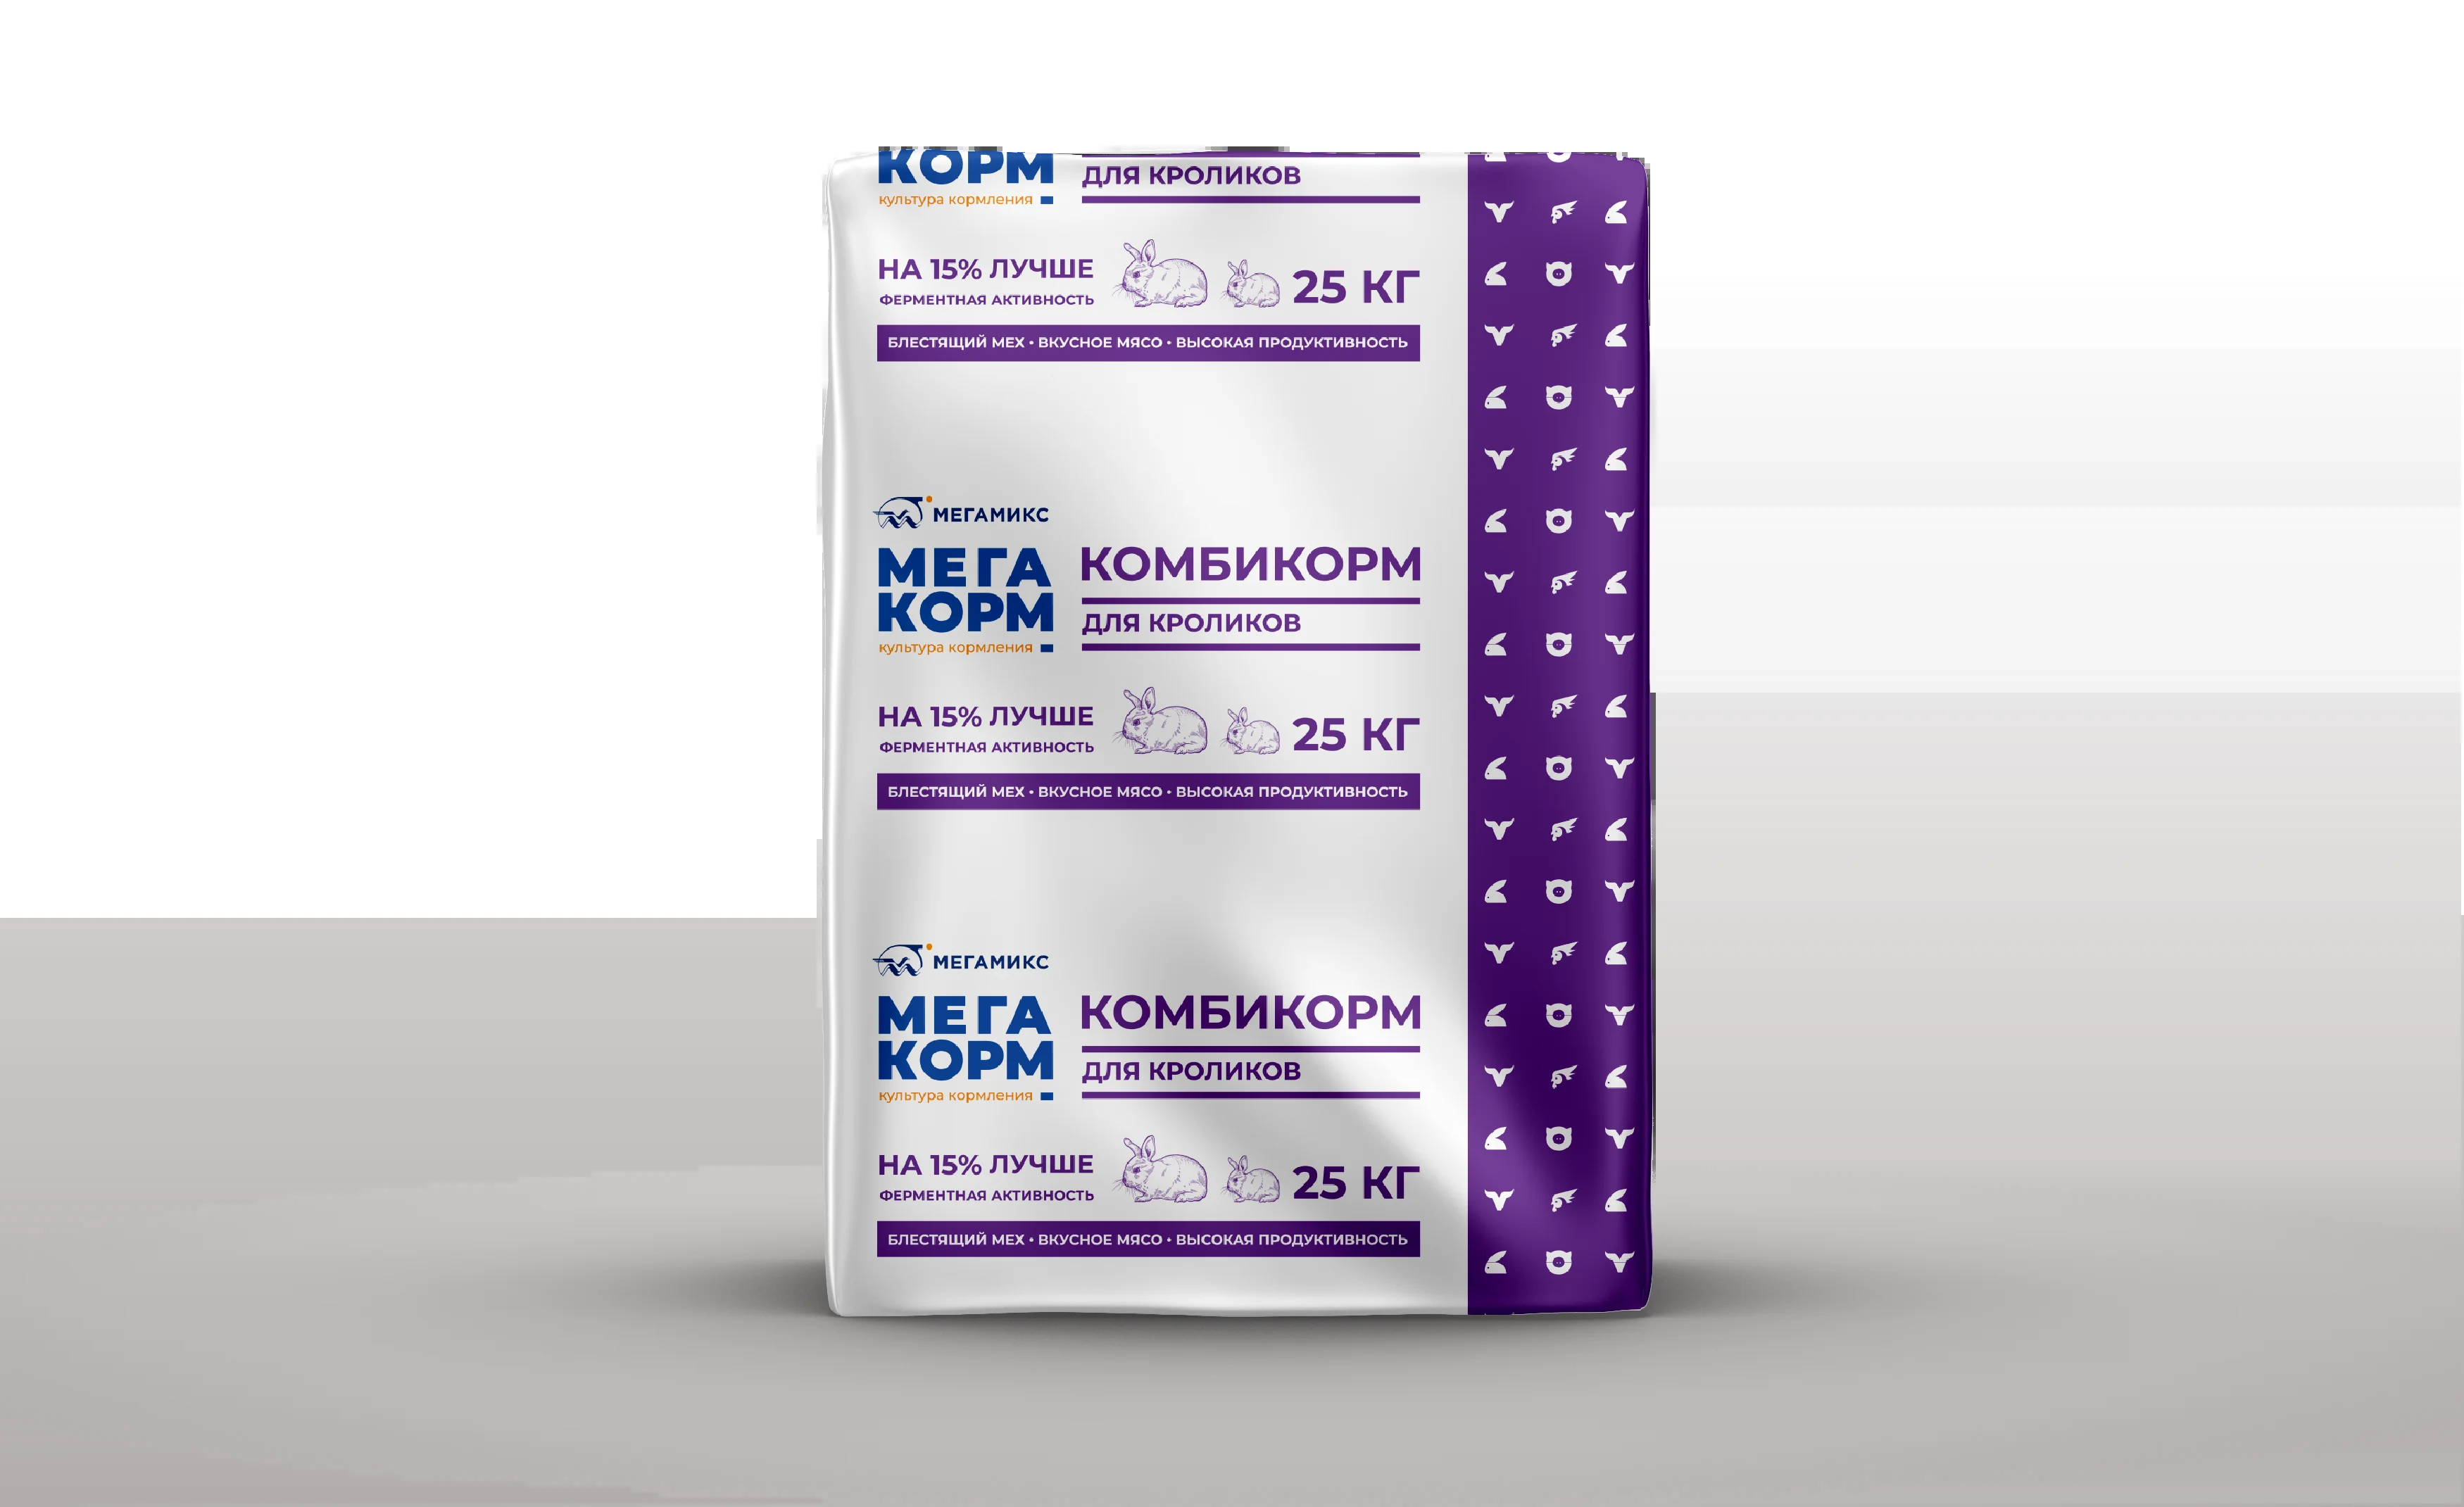 КОРМ
культура кормления
ДЛЯ КРОЛИКОВ
НА 15% ЛУЧШЕ
ФЕРМЕНТНАЯ АКТИВНОСТЬ
25 КГ
БЛЕСТЯЩИЙ МЕХ • ВКУСНОЕ МЯСО • ВЫСОКАЯ ПРОДУКТИВНОСТЬ
МЕГАМИКС
МЕГА
КОРМ
культура кормления
КОМБИКОРМ
ДЛЯ КРОЛИКОВ
НА 15% ЛУЧШЕ
ФЕРМЕНТНАЯ АКТИВНОСТЬ
25 КГ
БЛЕСТЯЩИЙ МЕХ • ВКУСНОЕ МЯСО • ВЫСОКАЯ ПРОДУКТИВНОСТЬ
МЕГАМИКС
МЕГА
КОРМ
культура кормления
КОМБИКОРМ
ДЛЯ КРОЛИКОВ
НА 15% ЛУЧШЕ
ФЕРМЕНТНАЯ АКТИВНОСТЬ
25 КГ
БЛЕСТЯЩИЙ МЕХ • ВКУСНОЕ МЯСО • ВЫСОКАЯ ПРОДУКТИВНОСТЬ